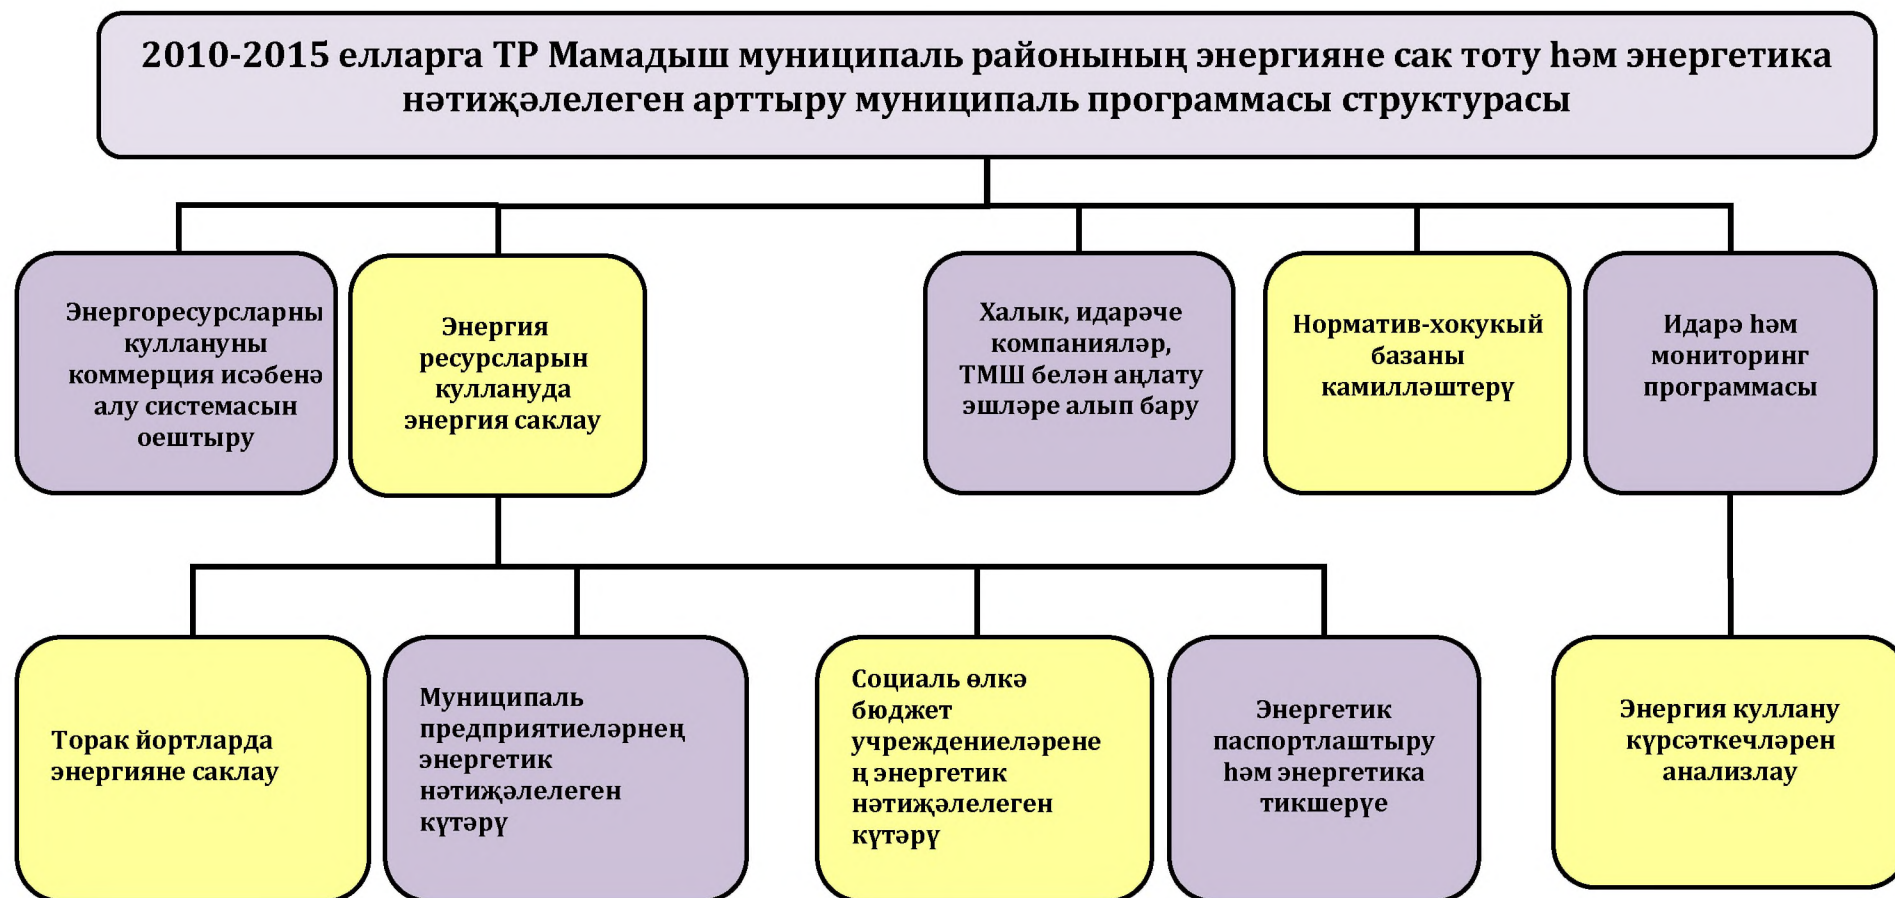 2010-2015 елларга ТР Мамадыш муниципаль районының энергияне сак тоту һәм энергетика
нәтиҗәлелеген арттыру муниципаль программасы структурасы
Энергоресурсларны
куллануны
коммерция исәбенә
алу системасын
оештыру
Энергия
ресурсларын
куллануда
энергия саклау
Халык, идарәче
компанияләр,
ТМШ белән аңлату
эшләре алып бару
Норматив-хокукый
базаны
камилләштерү
Идарә һәм
мониторинг
программасы
Торак йортларда
энергияне саклау
Муниципаль
предприятиеләрнең
энергетик
нәтиҗәлелеген
күтәрү
Социаль өлкә
бюджет
учреждениеләрене
ң энергетик
нәтиҗәлелеген
күтәрү
Энергетик
паспортлаштыру
һәм энергетика
тикшерүе
Энергия куллану
күрсәткечләрен
анализлау